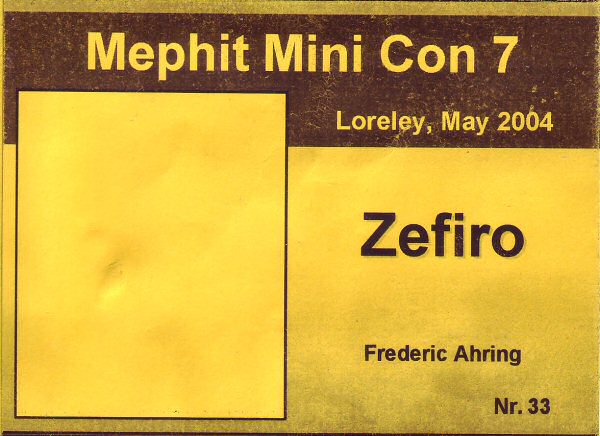 Mephit Mini Con 7
Loreley, May 2004
Zefiro
Frederic Ahring
Nr. 33